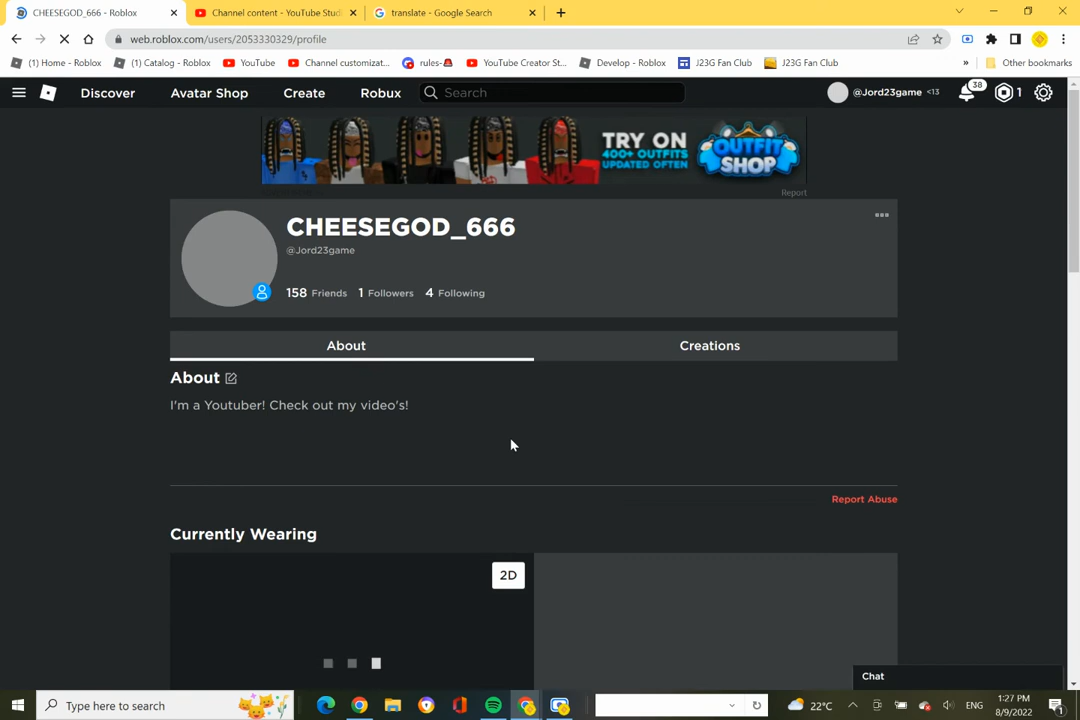 CHEESEGOD_666 - Roblox
Channel content - YouTube Studi
translate - Google Search
web.roblox.com/users/2053330329/profile
(1) Home - Roblox
(1) Catalog - Roblox
YouTube
Channel customizat...
rules-
YouTube Creator St...
Develop - Roblox
J23G Fan Club
J23G Fan Club
»
Other bookmarks
Discover
Avatar Shop
Create
Robux
Search
@Jord23game <13
38
1
TRY ON
400+ OUTFITS
UPDATED OFTEN
OUTFIT
SHOP
Report
CHEESEGOD_666
@Jord23game
158 Friends 1 Followers 4 Following
About
Creations
About
I'm a Youtuber! Check out my video's!
Report Abuse
Currently Wearing
2D
Chat
Type here to search
22°C
ENG
1:27 PM
8/9/2022
1